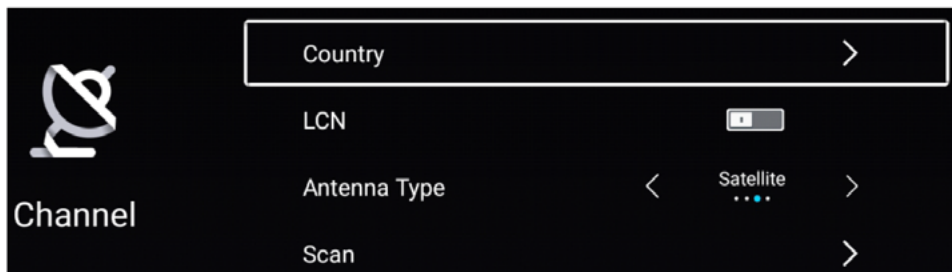 Country
LCN
Antenna Type
Satellite
Channel
Scan